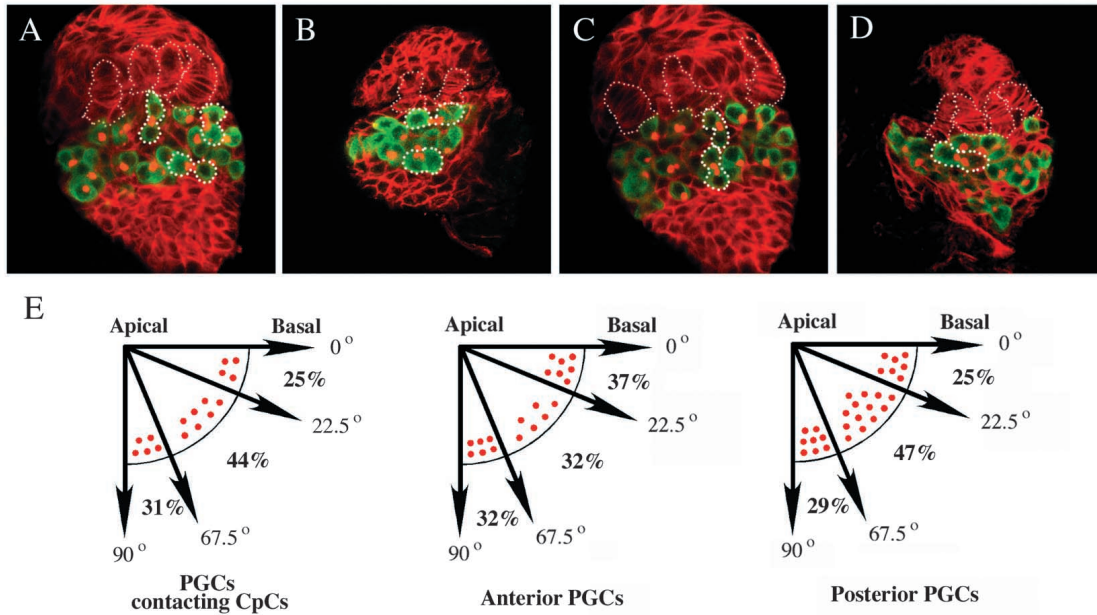 A
B
C
D
E
Apical Basal
0°
25%
22.5°
44%
31%
67.5°
90°
PGCs
contacting CpCs
Apical Basal
0°
37%
22.5°
32%
32%
67.5°
90°
Anterior PGCs
Apical Basal
0°
25%
22.5°
47%
29%
67.5°
90°
Posterior PGCs